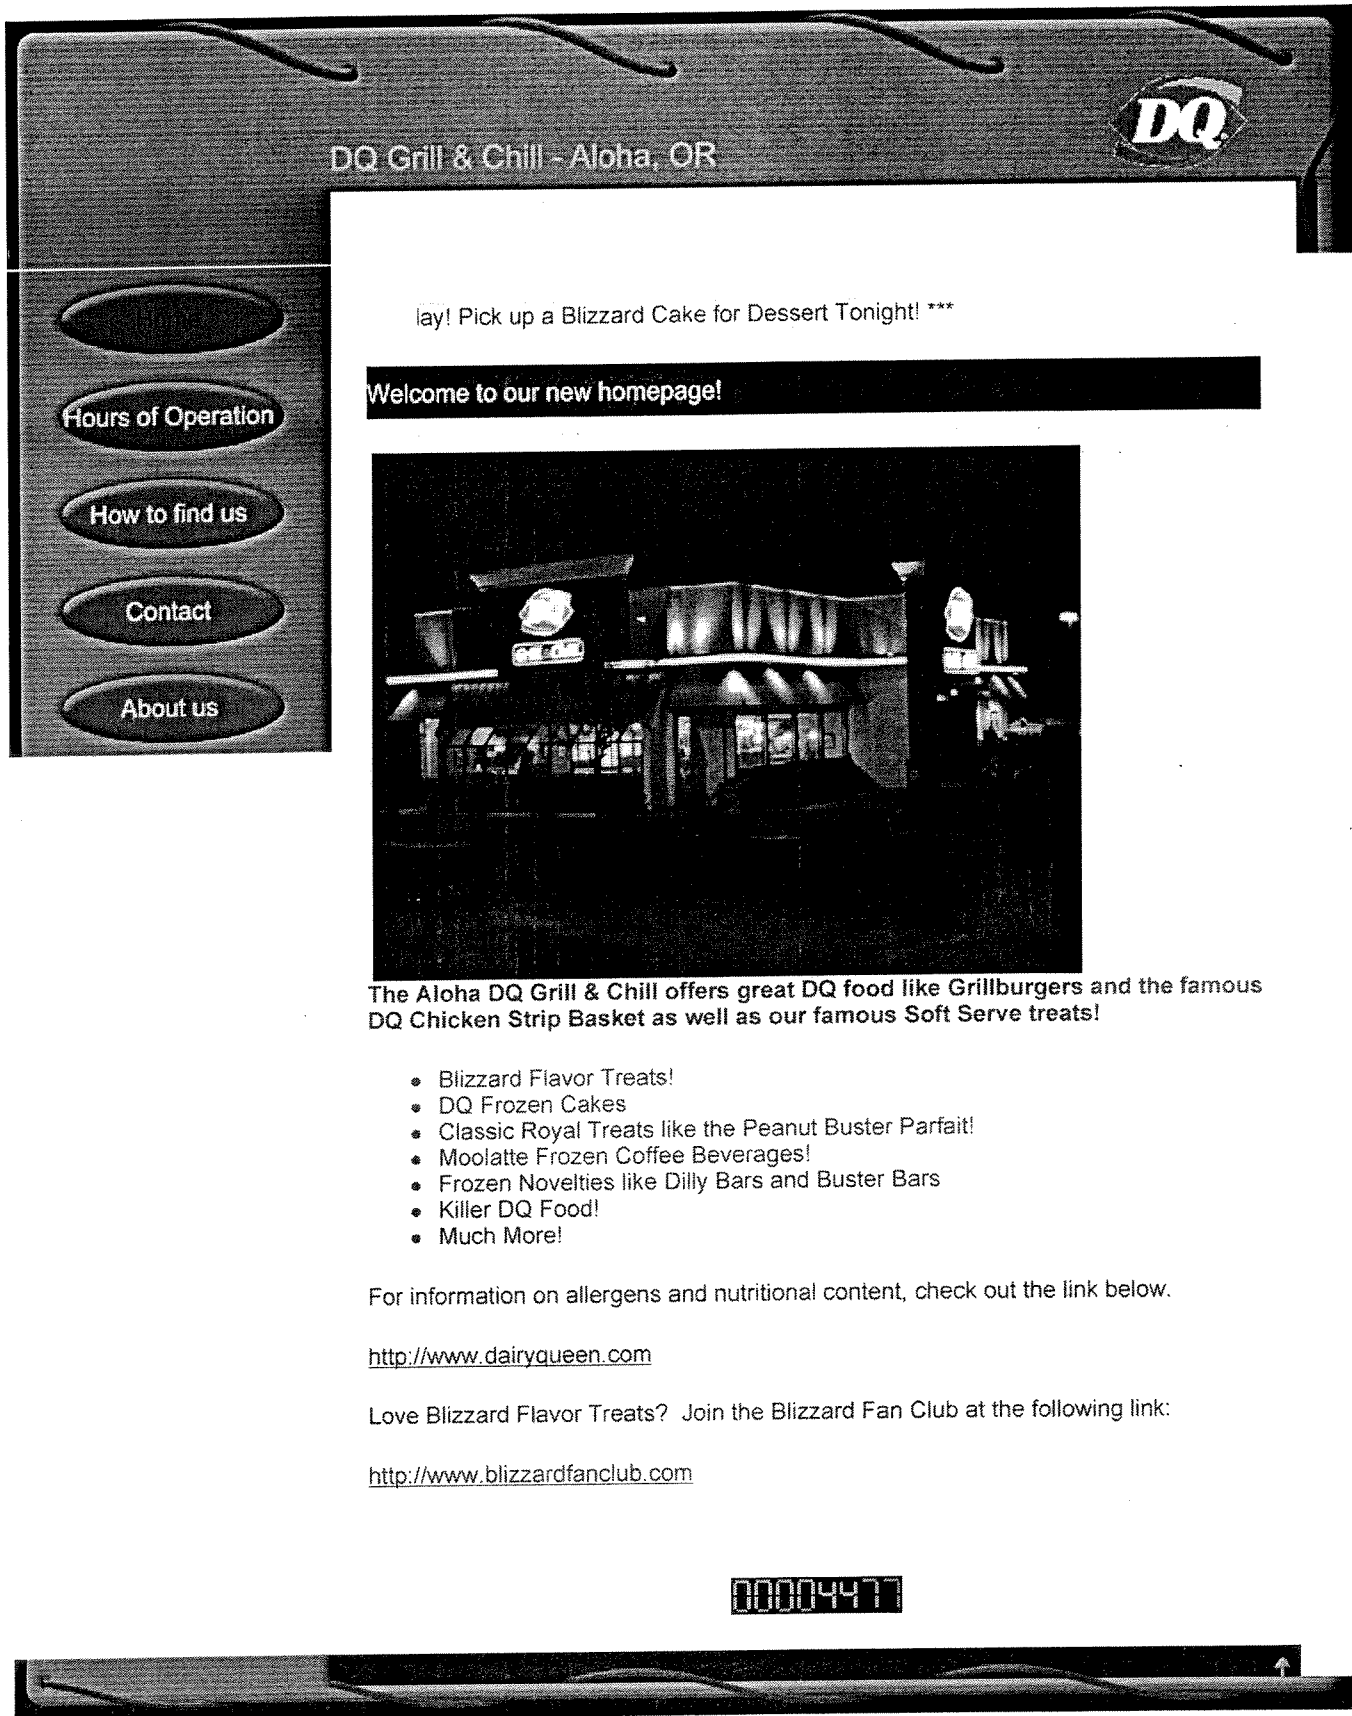 DQ
DQ Grill & Chill - Aloha, OR
Home
Hours of Operation
How to find us
Contact
About us
lay! Pick up a Blizzard Cake for Dessert Tonight! ***
Welcome to our new homepage!
The Aloha DQ Grill & Chill offers great DQ food like Grillburgers and the famous
DQ Chicken Strip Basket as well as our famous Soft Serve treats!
• Blizzard Flavor Treats!
• DQ Frozen Cakes
• Classic Royal Treats like the Peanut Buster Parfait!
• Moolatte Frozen Coffee Beverages!
• Frozen Novelties like Dilly Bars and Buster Bars
• Killer DQ Food!
• Much More!
For information on allergens and nutritional content, check out the link below.
http://www.dairyqueen.com
Love Blizzard Flavor Treats?  Join the Blizzard Fan Club at the following link:
http://www.blizzardfanclub.com
00004477